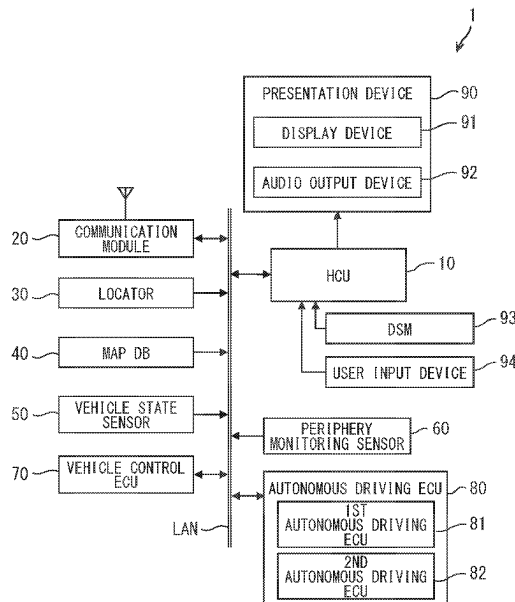 1
PRESENTATION DEVICE
90
DISPLAY DEVICE
91
AUDIO OUTPUT DEVICE
92
20
COMMUNICATION
MODULE
HCU
10
30
LOCATOR
DSM
93
40
MAP DB
USER INPUT DEVICE
94
50
VEHICLE STATE
SENSOR
PERIPHERY
MONITORING SENSOR
60
70
VEHICLE CONTROL
ECU
LAN
AUTONOMOUS DRIVING ECU
80
1ST
AUTONOMOUS DRIVING
ECU
81
2ND
AUTONOMOUS DRIVING
ECU
82